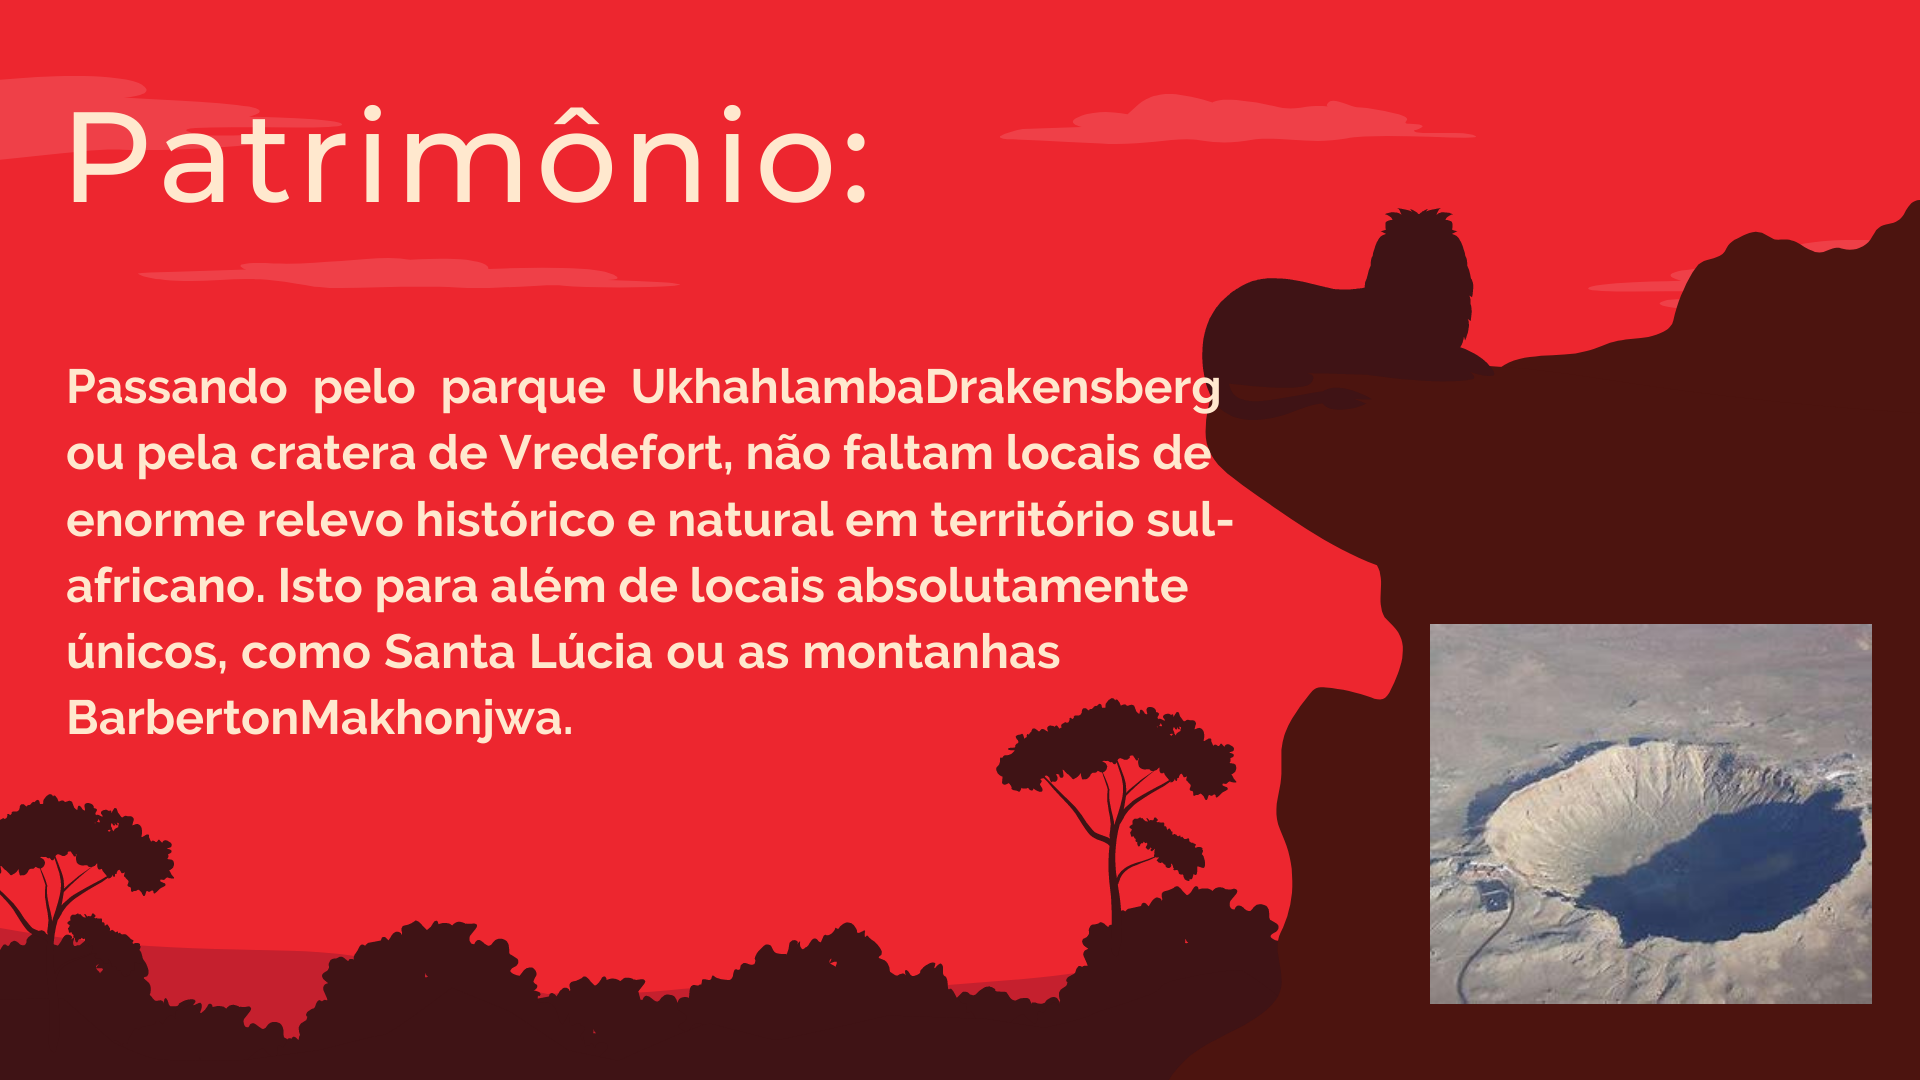 Patrimônio:
Passando pelo parque UkhahlambaDrakensberg
ou pela cratera de Vredefort, não faltam locais de
enorme relevo histórico e natural em território sul-
africano. Isto para além de locais absolutamente
únicos, como Santa Lúcia ou as montanhas
BarbertonMakhonjwa.